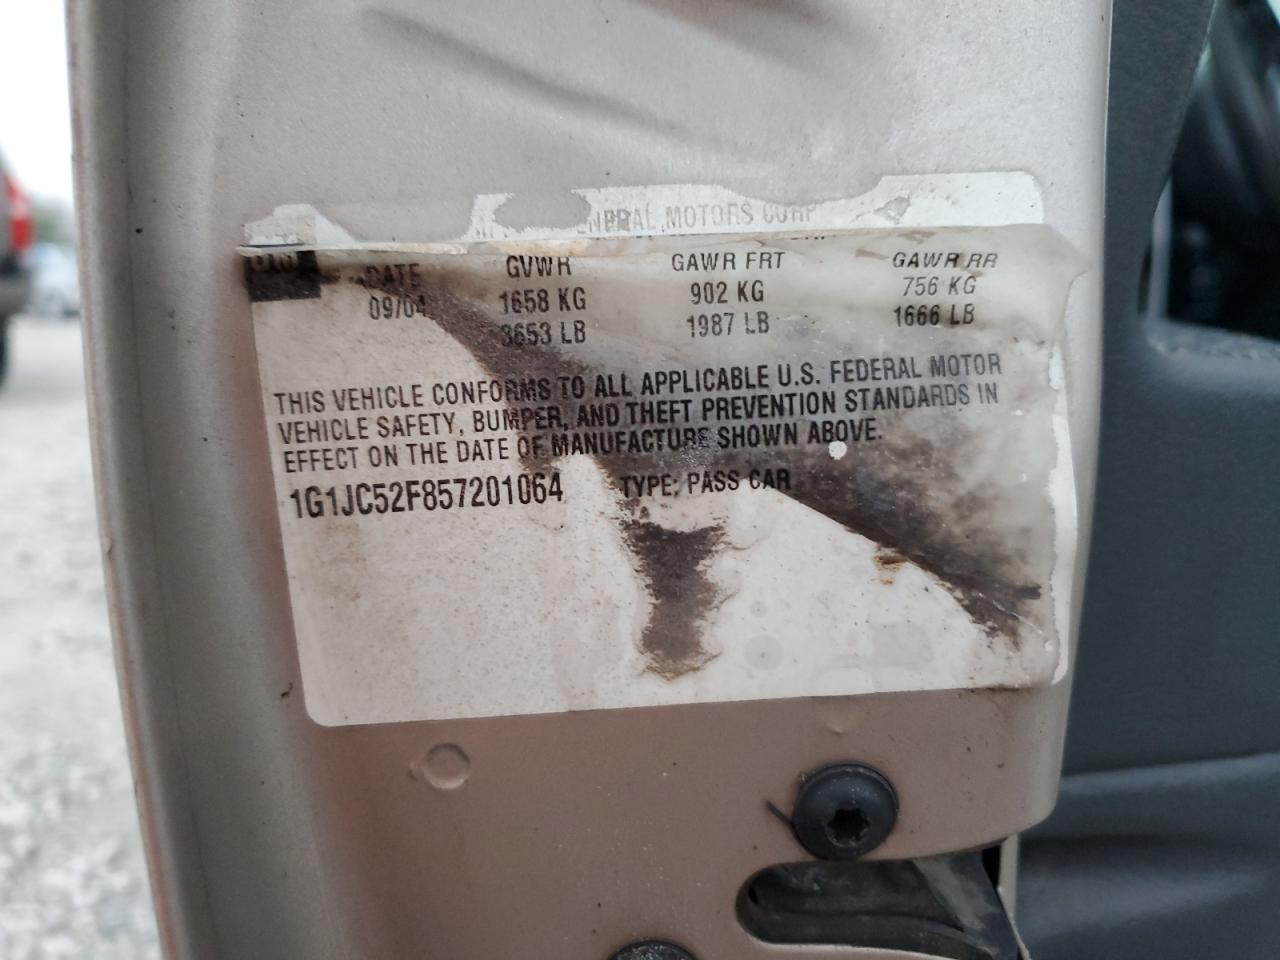 GENERAL MOTORS CORP
DATE GVWR GAWR FRT GAWR RR
09/04 1658 KG 902 KG 756 KG
3653 LB 1987 LB 1666 LB
THIS VEHICLE CONFORMS TO ALL APPLICABLE U.S. FEDERAL MOTOR
VEHICLE SAFETY, BUMPER, AND THEFT PREVENTION STANDARDS IN
EFFECT ON THE DATE OF MANUFACTURE SHOWN ABOVE.
1G1JC52F857201064 TYPE: PASS CAR